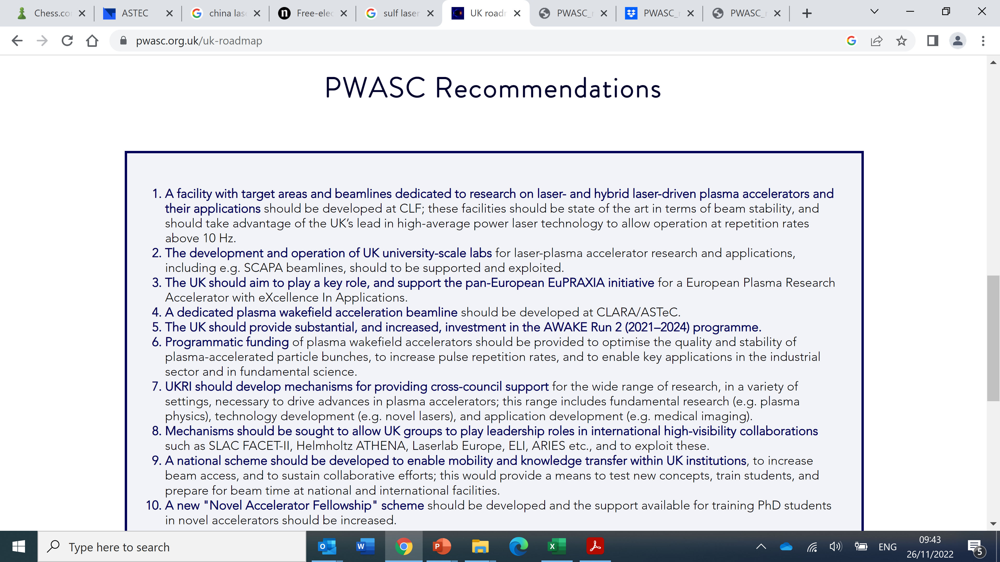 Chess.co
ASTEC
china lase
Free-elec
sulf laser
UK roadr
PWASC_r
PWASC_r
PWASC_r
pwasc.org.uk/uk-roadmap
PWASC Recommendations
1. A facility with target areas and beamlines dedicated to research on laser- and hybrid laser-driven plasma accelerators and
their applications should be developed at CLF; these facilities should be state of the art in terms of beam stability, and
should take advantage of the UK’s lead in high-average power laser technology to allow operation at repetition rates
above 10 Hz.
2. The development and operation of UK university-scale labs for laser-plasma accelerator research and applications,
including e.g. SCAPA beamlines, should to be supported and exploited.
3. The UK should aim to play a key role, and support the pan-European EuPRAXIA initiative for a European Plasma Research
Accelerator with eXcellence In Applications.
4. A dedicated plasma wakefield acceleration beamline should be developed at CLARA/ASTeC.
5. The UK should provide substantial, and increased, investment in the AWAKE Run 2 (2021–2024) programme.
6. Programmatic funding of plasma wakefield accelerators should be provided to optimise the quality and stability of
plasma-accelerated particle bunches, to increase pulse repetition rates, and to enable key applications in the industrial
sector and in fundamental science.
7. UKRI should develop mechanisms for providing cross-council support for the wide range of research, in a variety of
settings, necessary to drive advances in plasma accelerators; this range includes fundamental research (e.g. plasma
physics), technology development (e.g. novel lasers), and application development (e.g. medical imaging).
8. Mechanisms should be sought to allow UK groups to play leadership roles in international high-visibility collaborations
such as SLAC FACET-II, Helmholtz ATHENA, Laserlab Europe, ELI, ARIES etc., and to exploit these.
9. A national scheme should be developed to enable mobility and knowledge transfer within UK institutions, to increase
beam access, and to sustain collaborative efforts; this would provide a means to test new concepts, train students, and
prepare for beam time at national and international facilities.
10. A new "Novel Accelerator Fellowship" scheme should be developed and the support available for training PhD students
in novel accelerators should be increased.
Type here to search
ENG
09:43
26/11/2022
5